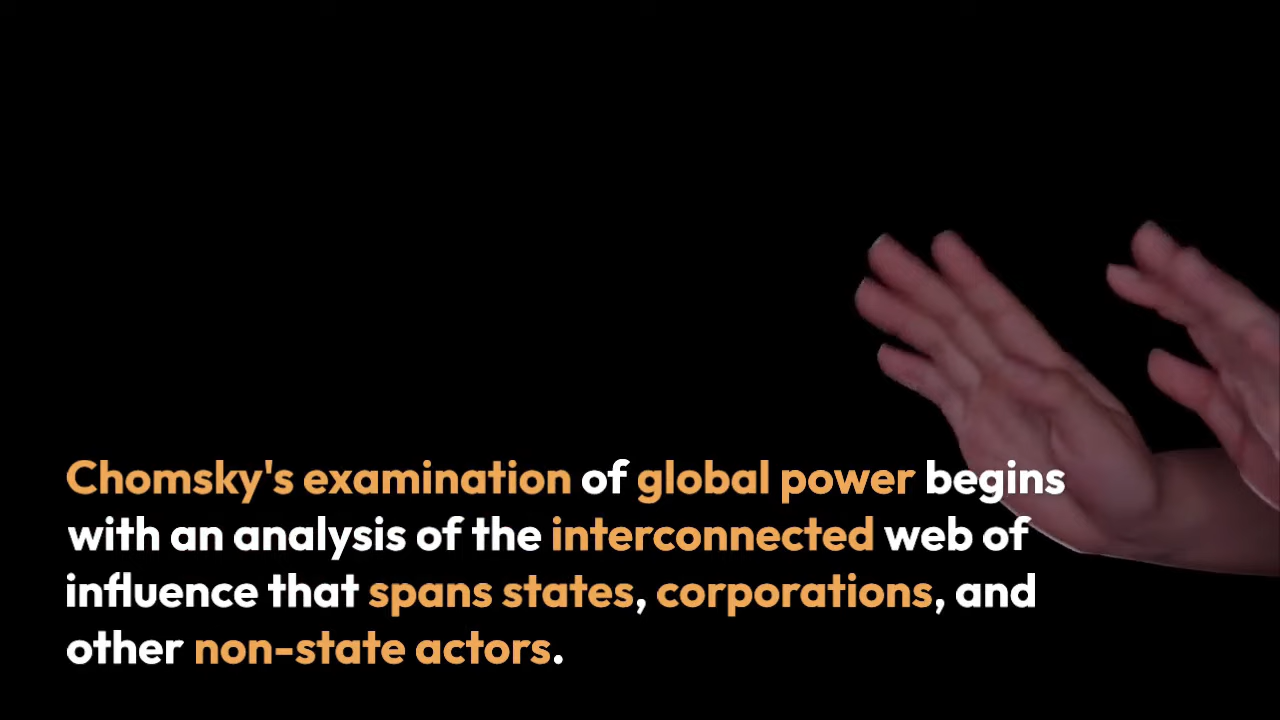 Chomsky's examination of global power begins
with an analysis of the interconnected web of
influence that spans states, corporations, and
other non-state actors.